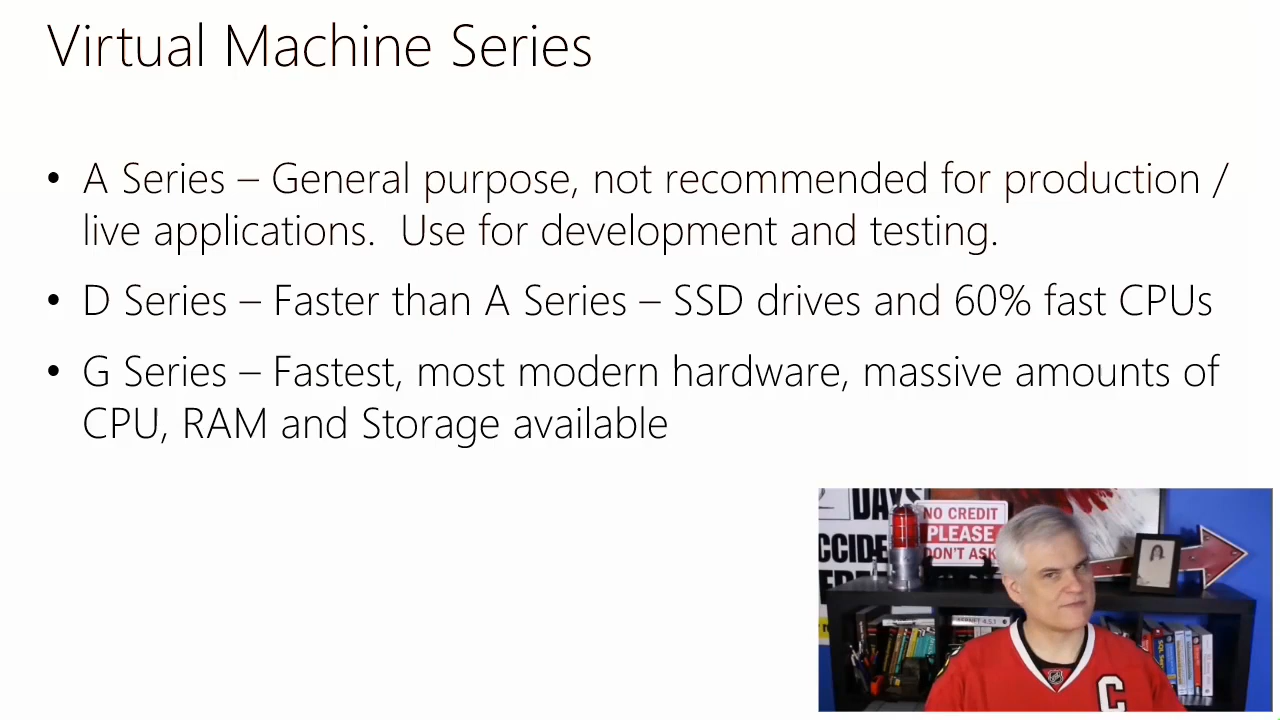 Virtual Machine Series
• A Series – General purpose, not recommended for production /
live applications.  Use for development and testing.
• D Series – Faster than A Series – SSD drives and 60% fast CPUs
• G Series – Fastest, most modern hardware, massive amounts of
CPU, RAM and Storage available
DAYS
NO CREDIT
PLEASE
DON'T ASK
C